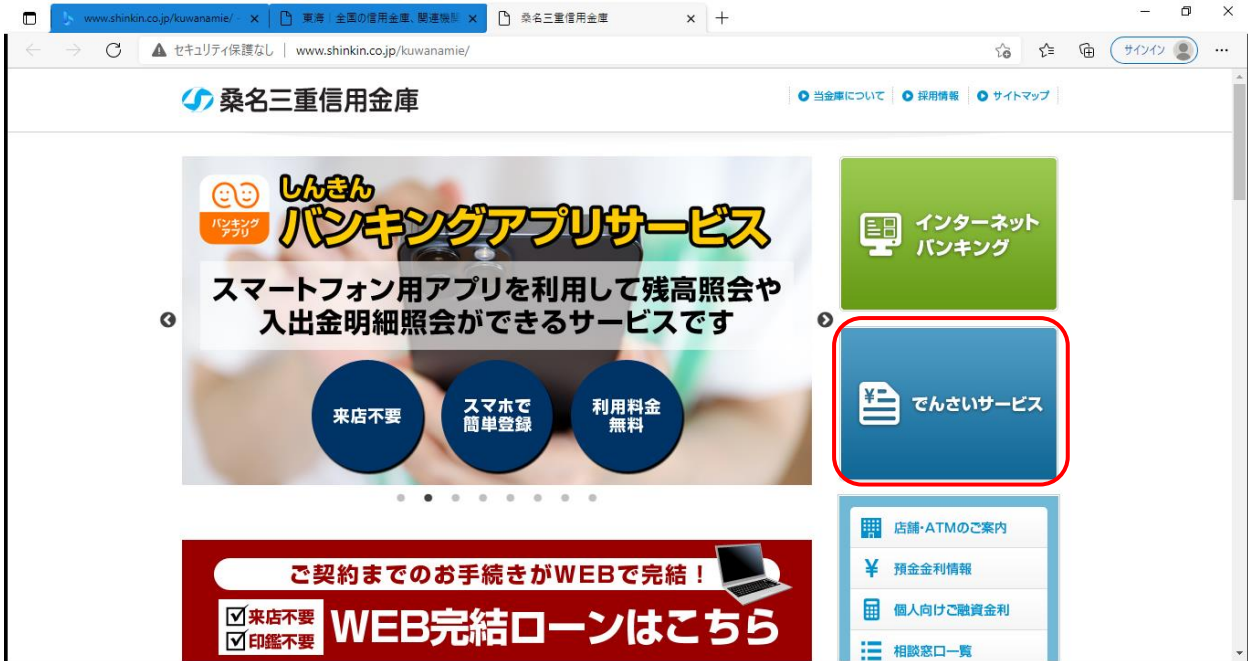 www.shinkin.co.jp/kuwanamie/ -
東海｜全国の信用金庫、関連機関
桑名三重信用金庫
セキュリティ保護なし | www.shinkin.co.jp/kuwanamie/
サインイン
桑名三重信用金庫
当金庫について
採用情報
サイトマップ
バンキング
アプリ
しんきん
バンキングアプリサービス
スマートフォン用アプリを利用して残高照会や
入出金明細照会ができるサービスです
来店不要
スマホで
簡単登録
利用料金
無料
インターネット
バンキング
でんさいサービス
店舗・ATMのご案内
預金金利情報
個人向けご融資金利
相談窓口一覧
ご契約までのお手続きがWEBで完結！
来店不要
印鑑不要
WEB完結ローンはこちら